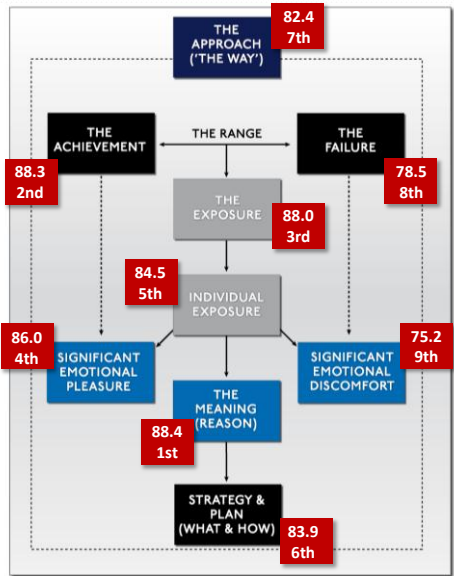 THE
APPROACH
('THE WAY')
82.4
7th
THE
ACHIEVEMENT
88.3
2nd
THE RANGE
THE
FAILURE
78.5
8th
THE
EXPOSURE
88.0
3rd
84.5
5th
INDIVIDUAL
EXPOSURE
86.0
4th
SIGNIFICANT
EMOTIONAL
PLEASURE
THE
MEANING
(REASON)
88.4
1st
SIGNIFICANT
EMOTIONAL
DISCOMFORT
75.2
9th
STRATEGY &
PLAN
(WHAT & HOW)
83.9
6th